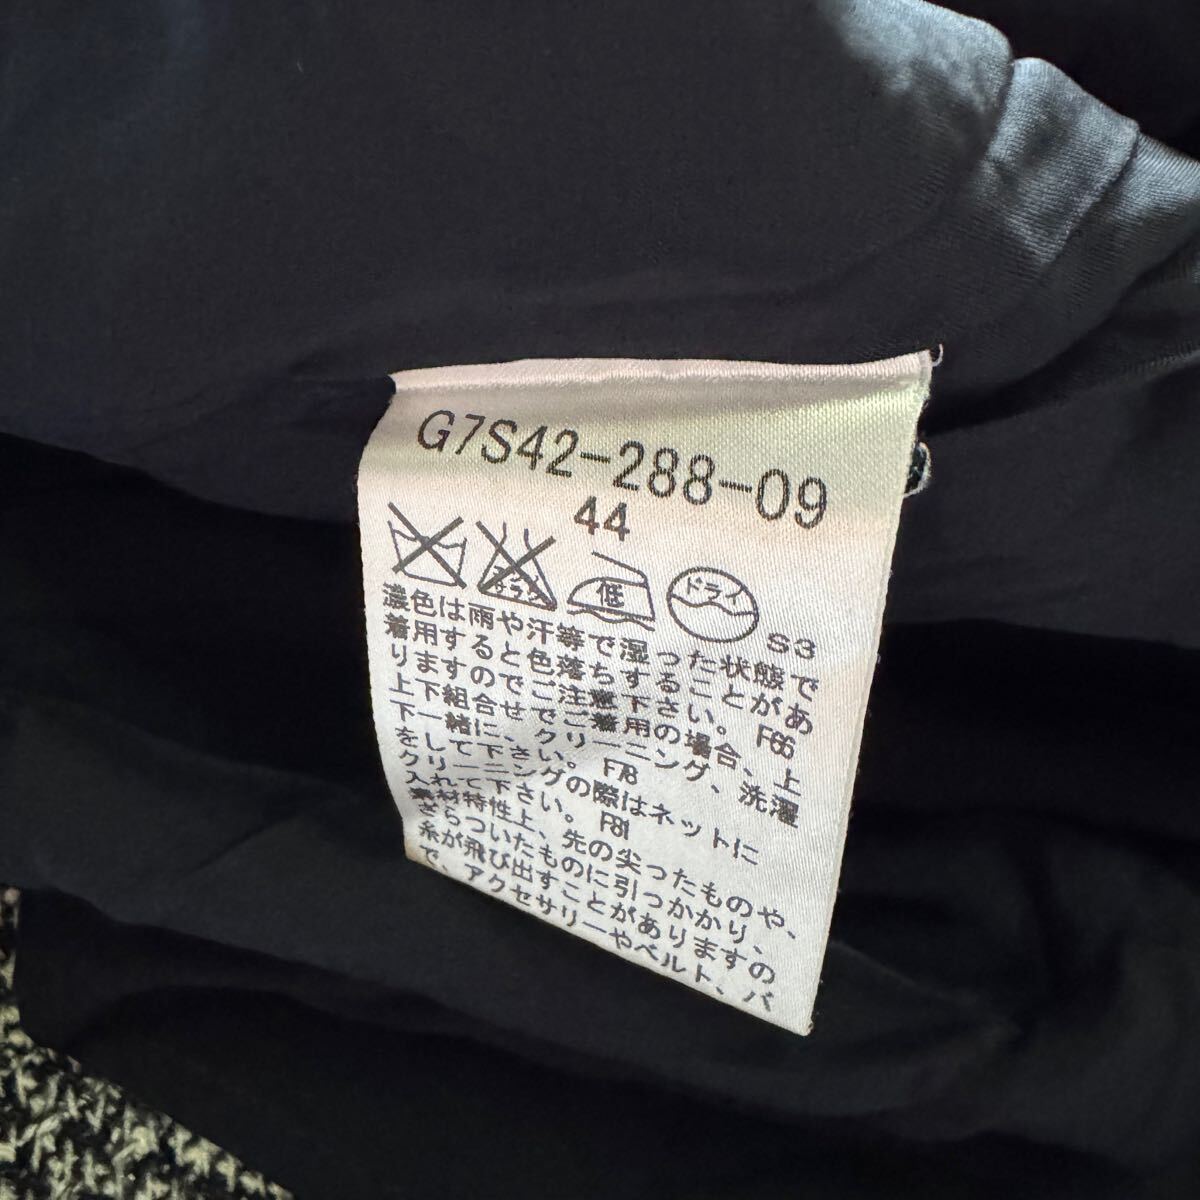 G7S42-288-09
44
エンソ サラシ 低 ドライ S3
濃色は雨や汗等で湿った状態で
着用すると色落ちすることがあ
りますのでご注意下さい。 F66
上下組合せでご着用の場合、上
下一緒に、クリーニング、洗濯
をして下さい。 F78
クリーニングの際はネットに
入れて下さい。 F81
素材特性上、先の尖ったものや、
ざらついたものに引っかかり、
糸が飛び出すことがありますの
で、アクセサリーやベルト、バ